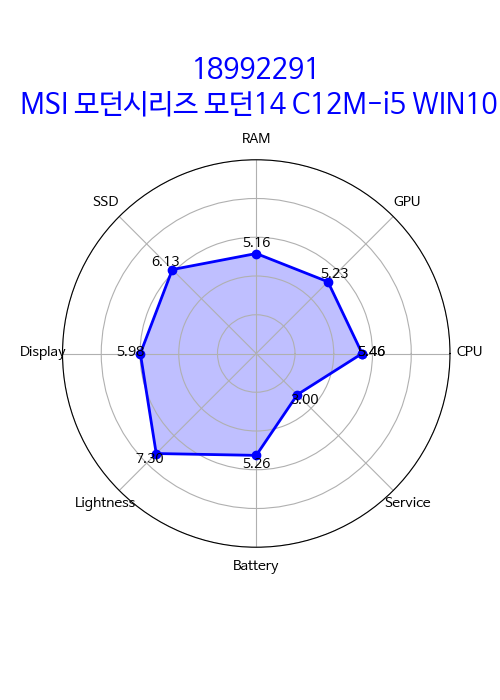 18992291
MSI 모던시리즈 모던14 C12M-i5 WIN10
RAM
SSD
GPU
5.16
6.13
5.23
Display
5.98
5.46
CPU
3.00
7.30
5.26
Lightness
Service
Battery